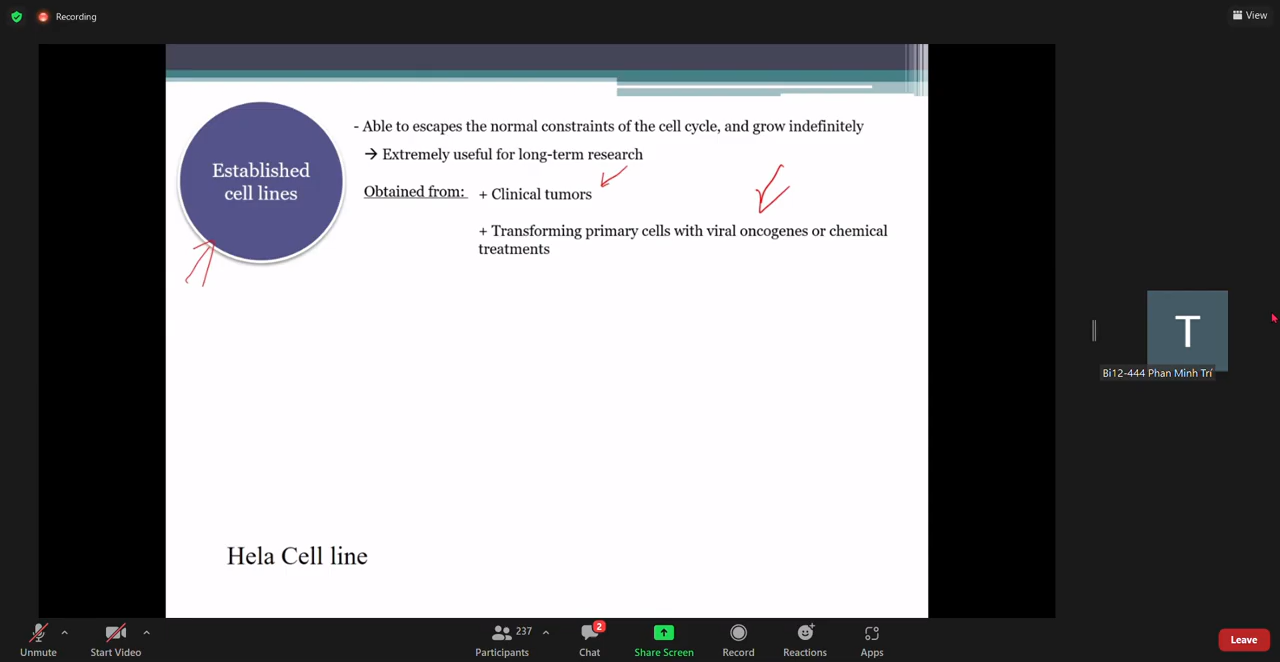 Recording
View
Established
cell lines
- Able to escapes the normal constraints of the cell cycle, and grow indefinitely
→ Extremely useful for long-term research
Obtained from:
+ Clinical tumors
+ Transforming primary cells with viral oncogenes or chemical
treatments
T
Bi12-444 Phan Minh Trí
Hela Cell line
Unmute
Start Video
237
Participants
2
Chat
Share Screen
Record
Reactions
Apps
Leave